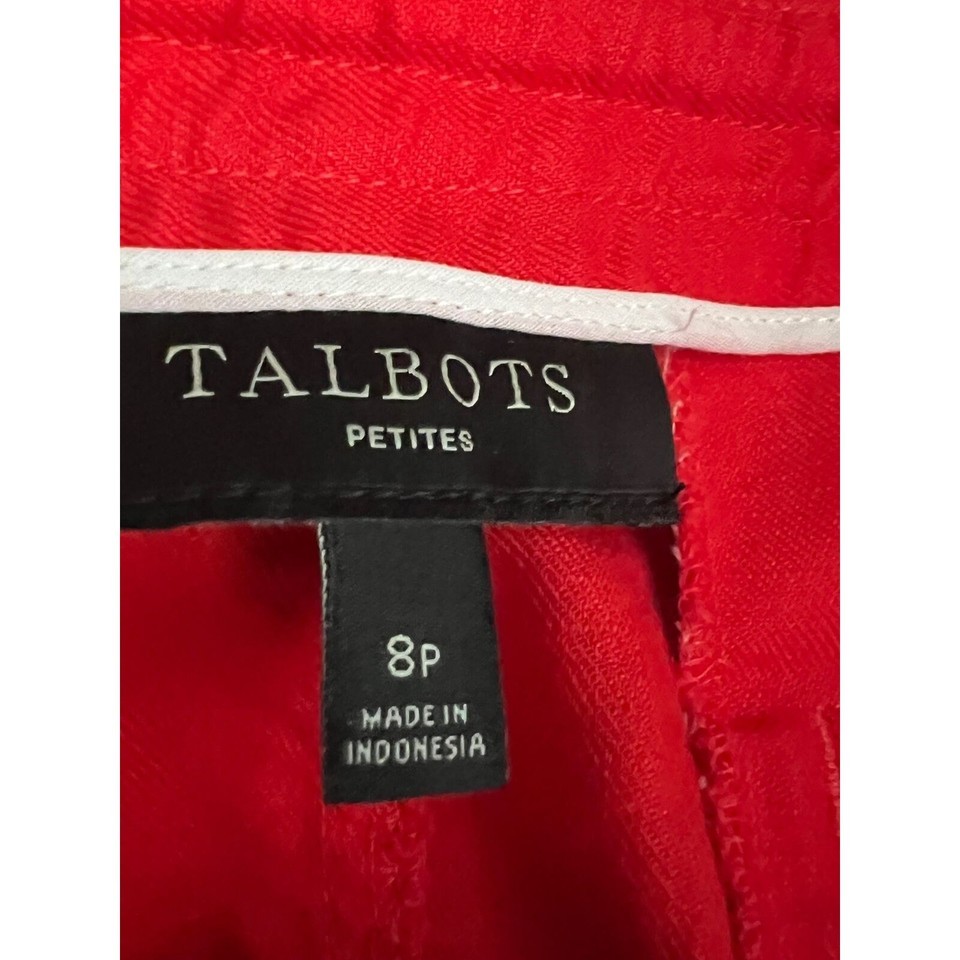 TALBOTS
PETITES
8P
MADE IN
INDONESIA